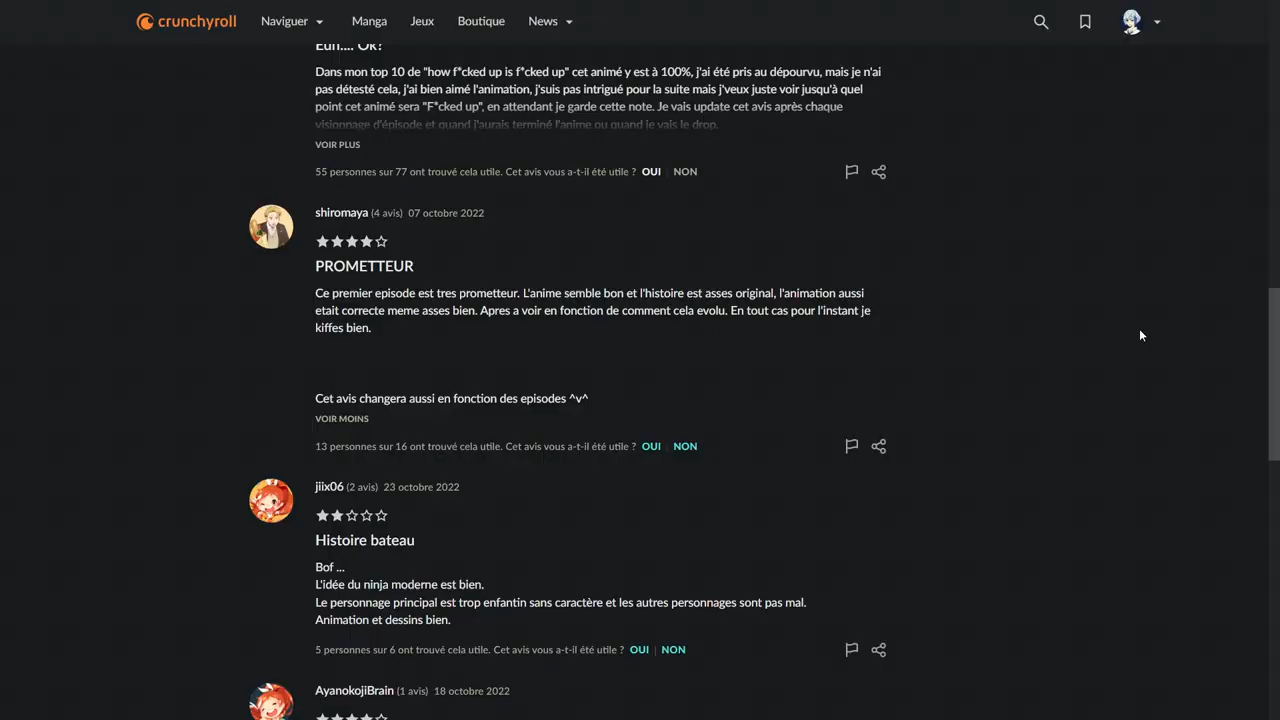 crunchyroll Naviguer Manga Jeux Boutique News
Euh.... Ok?
Dans mon top 10 de "how f*cked up is f*cked up" cet animé y est à 100%, j'ai été pris au dépourvu, mais je n'ai
pas détesté cela, j'ai bien aimé l'animation, j'suis pas intrigué pour la suite mais j'veux juste voir jusqu'à quel
point cet animé sera "F*cked up", en attendant je garde cette note. Je vais update cet avis après chaque
visionnage d'épisode et quand j'aurais terminé l'anime ou quand je vais le drop.
VOIR PLUS
55 personnes sur 77 ont trouvé cela utile. Cet avis vous a-t-il été utile ? OUI | NON
shiromaya (4 avis) 07 octobre 2022
PROMETTEUR
Ce premier episode est tres prometteur. L'anime semble bon et l'histoire est asses original, l'animation aussi
etait correcte meme asses bien. Apres a voir en fonction de comment cela evolu. En tout cas pour l'instant je
kiffes bien.
Cet avis changera aussi en fonction des episodes ^v^
VOIR MOINS
13 personnes sur 16 ont trouvé cela utile. Cet avis vous a-t-il été utile ? OUI | NON
jiix06 (2 avis) 23 octobre 2022
Histoire bateau
Bof ...
L'idée du ninja moderne est bien.
Le personnage principal est trop enfantin sans caractère et les autres personnages sont pas mal.
Animation et dessins bien.
5 personnes sur 6 ont trouvé cela utile. Cet avis vous a-t-il été utile ? OUI | NON
AyanokojiBrain (1 avis) 18 octobre 2022